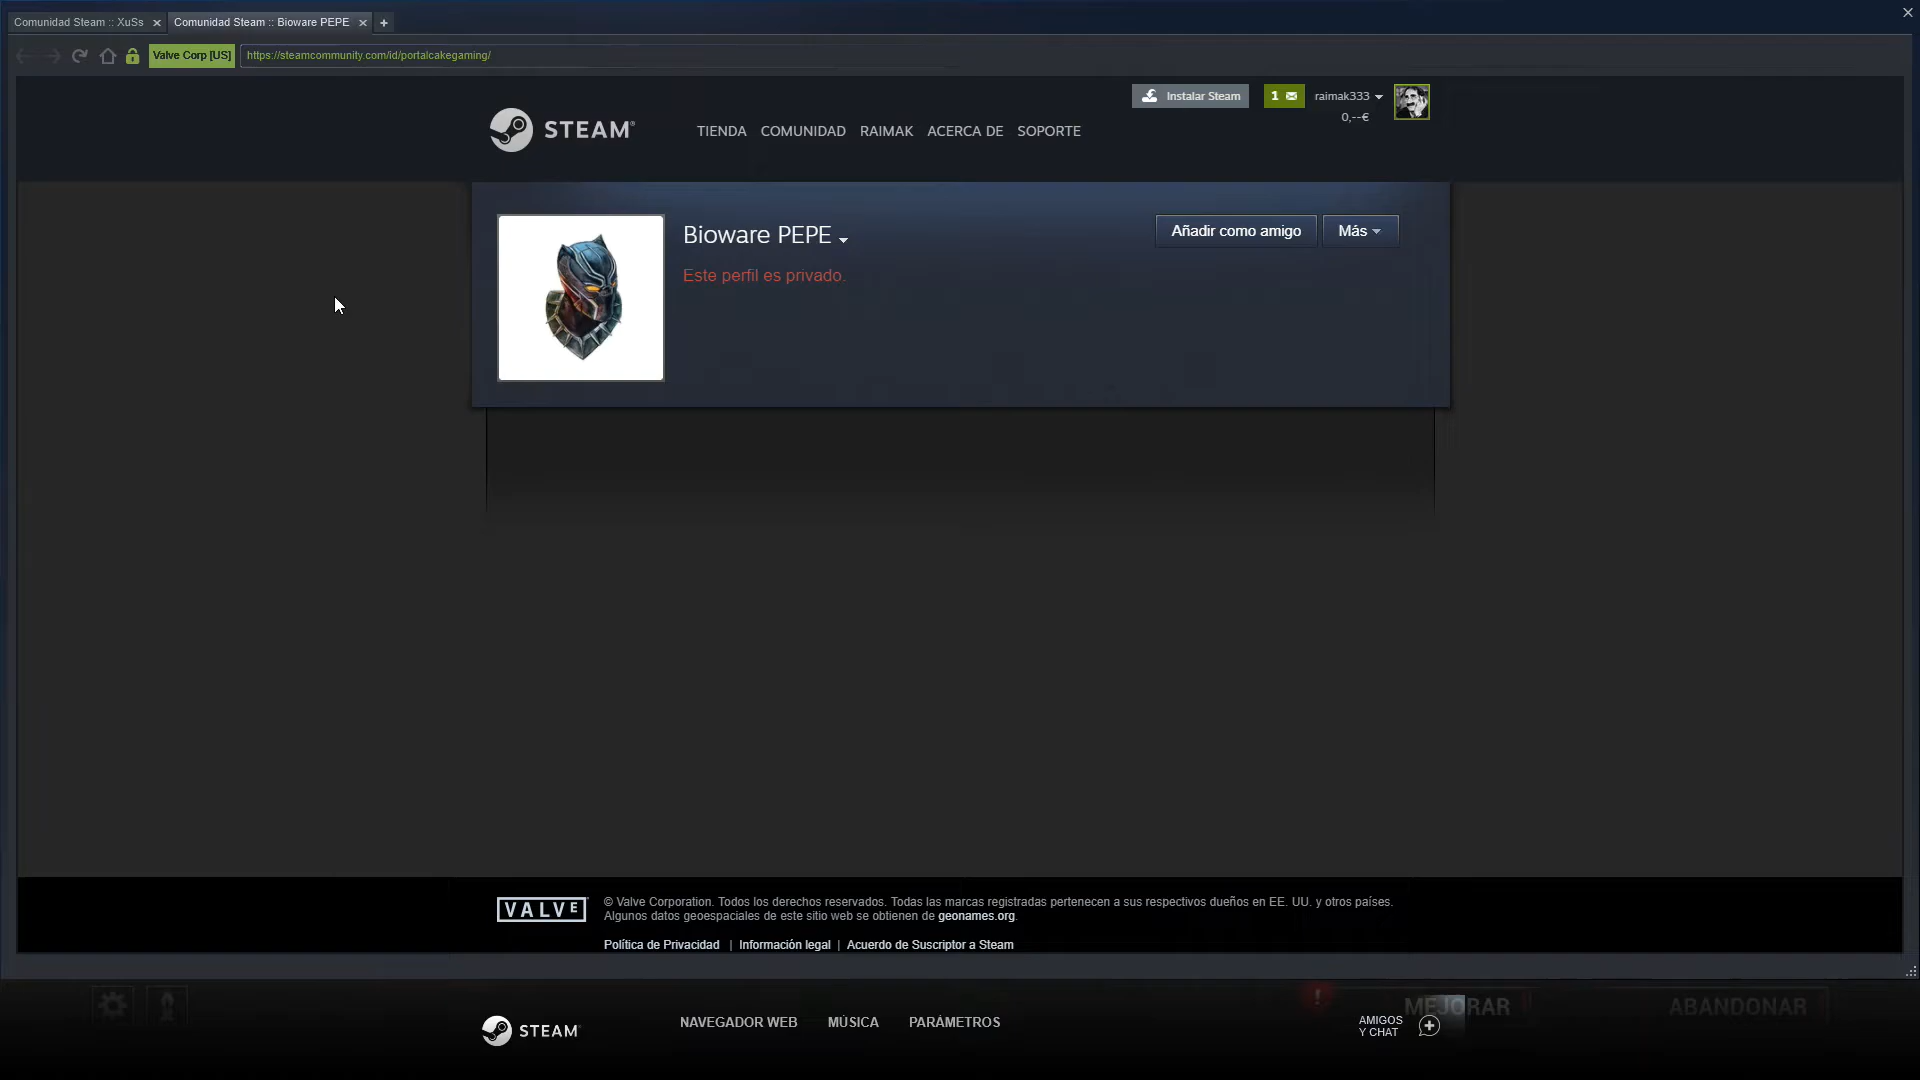 Comunidad Steam :: XuSs
Comunidad Steam :: Bioware PEPE
Valve Corp [US]
https://steamcommunity.com/id/portalcakegaming/
Instalar Steam
1
raimak333
0,--€
STEAM®
TIENDA
COMUNIDAD
RAIMAK
ACERCA DE
SOPORTE
Bioware PEPE
Añadir como amigo
Más
Este perfil es privado.
VALVE
© Valve Corporation. Todos los derechos reservados. Todas las marcas registradas pertenecen a sus respectivos dueños en EE. UU. y otros países.
Algunos datos geoespaciales de este sitio web se obtienen de geonames.org.
Política de Privacidad | Información legal | Acuerdo de Suscriptor a Steam
!
MEJORAR
ABANDONAR
STEAM
NAVEGADOR WEB
MÚSICA
PARÁMETROS
AMIGOS
Y CHAT